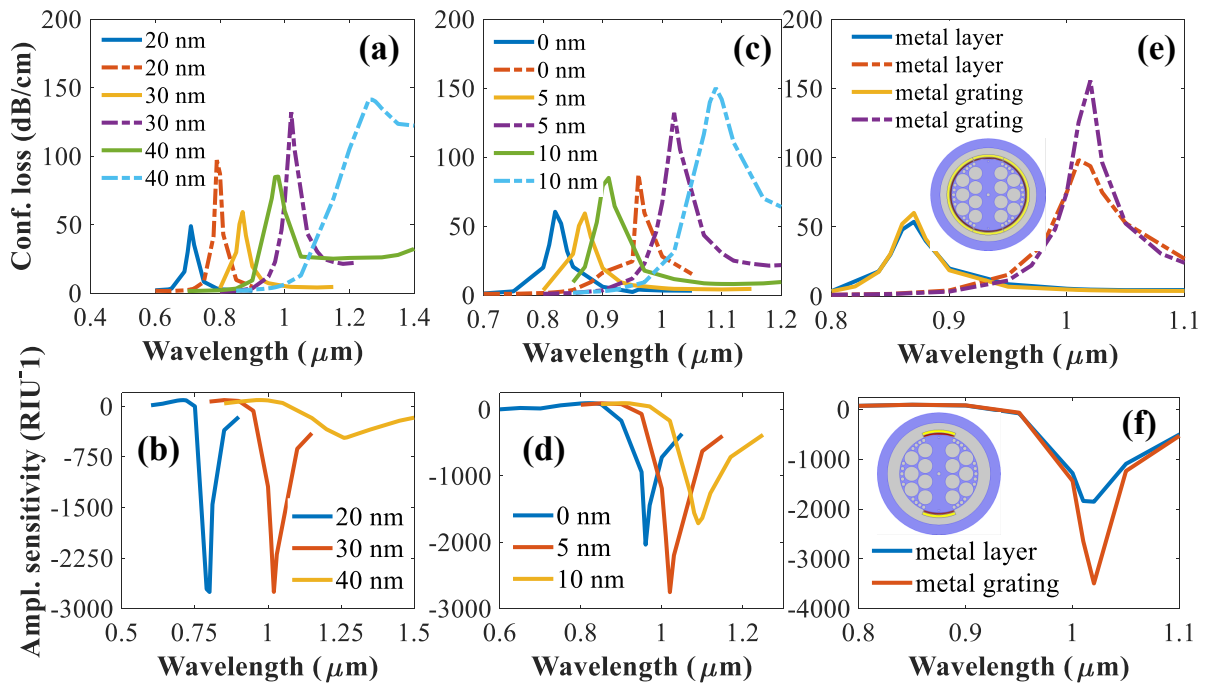 Conf. loss (dB/cm)
200
150
100
50
0
20 nm
20 nm
30 nm
30 nm
40 nm
40 nm
(a)
0.4
0.6
0.8
1
1.2
1.4
Wavelength (μm)
200
150
100
50
0
0 nm
0 nm
5 nm
5 nm
10 nm
10 nm
(c)
0.7
0.8
0.9
1
1.1
1.2
Wavelength (μm)
200
150
100
50
0
metal layer
metal layer
metal grating
metal grating
(e)
0.8
0.9
1
1.1
Wavelength (μm)
Ampl. sensitivity (RIU-1)
0
-750
-1500
-2250
-3000
(b)
20 nm
30 nm
40 nm
0.5
0.75
1
1.25
1.5
Wavelength (μm)
0
-1000
-2000
-3000
(d)
0 nm
5 nm
10 nm
0.6
0.8
1
1.2
Wavelength (μm)
0
-1000
-2000
-3000
-4000
(f)
metal layer
metal grating
0.8
0.9
1
1.1
Wavelength (μm)